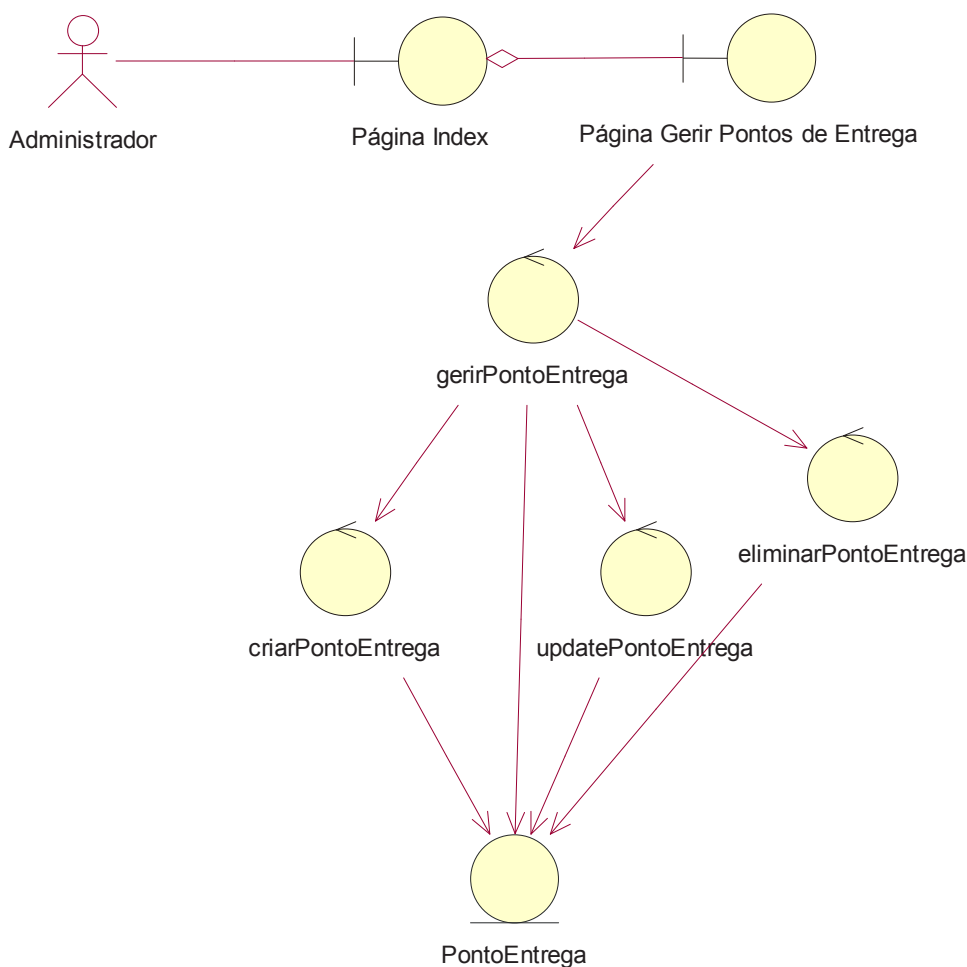 Administrador
Página Index
Página Gerir Pontos de Entrega
gerirPontoEntrega
eliminarPontoEntrega
criarPontoEntrega
updatePontoEntrega
PontoEntrega